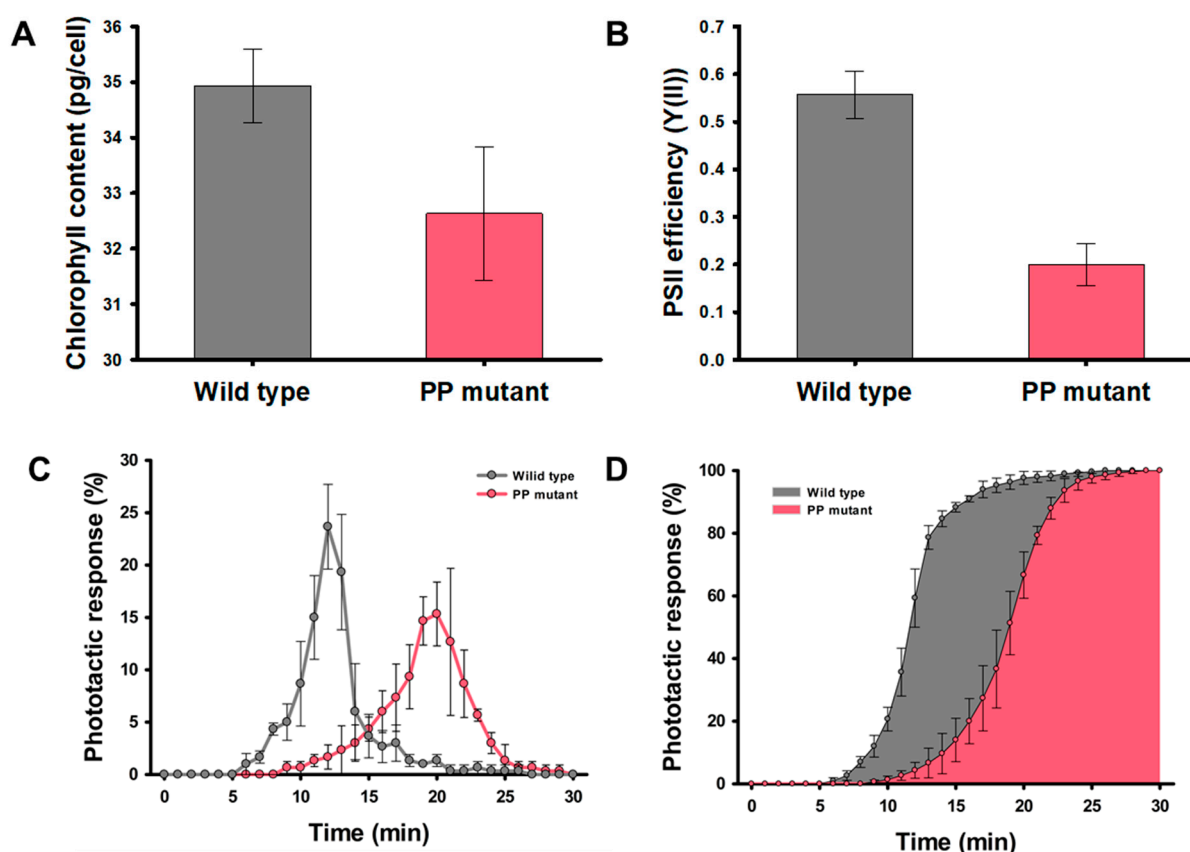 A
Chlorophyll content (pg/cell)
36
35
34
33
32
31
30
Wild type
PP mutant
B
PSII efficiency (Y(II))
0.7
0.6
0.5
0.4
0.3
0.2
0.1
0.0
Wild type
PP mutant
C
Phototactic response (%)
30
25
20
15
10
5
0
Wilid type
PP mutant
0 5 10 15 20 25 30
Time (min)
D
Phototactic response (%)
100
80
60
40
20
0
Wild type
PP mutant
0 5 10 15 20 25 30
Time (min)